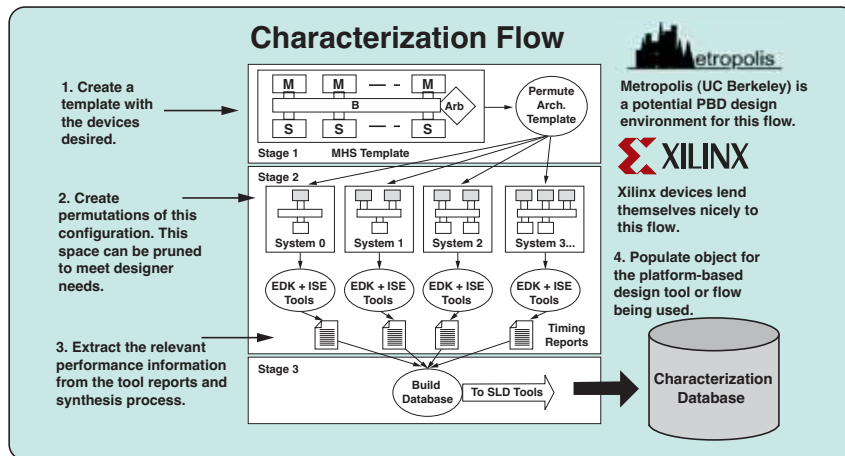 Characterization Flow
etropolis
1. Create a
template with
the devices
desired.
M M M
B
Arb
S S S
Stage 1 MHS Template
Permute
Arch.
Template
Metropolis (UC Berkeley) is
a potential PBD design
environment for this flow.
XILINX
Xilinx devices lend
themselves nicely to
this flow.
2. Create
permutations of this
configuration. This
space can be pruned
to meet designer
needs.
Stage 2
System 0 System 1 System 2 System 3...
EDK + ISE
Tools
EDK + ISE
Tools
EDK + ISE
Tools
EDK + ISE
Tools
Timing
Reports
3. Extract the relevant
performance information
from the tool reports and
synthesis process.
Stage 3
Build
Database
To SLD Tools
4. Populate object for
the platform-based
design tool or flow
being used.
Characterization
Database